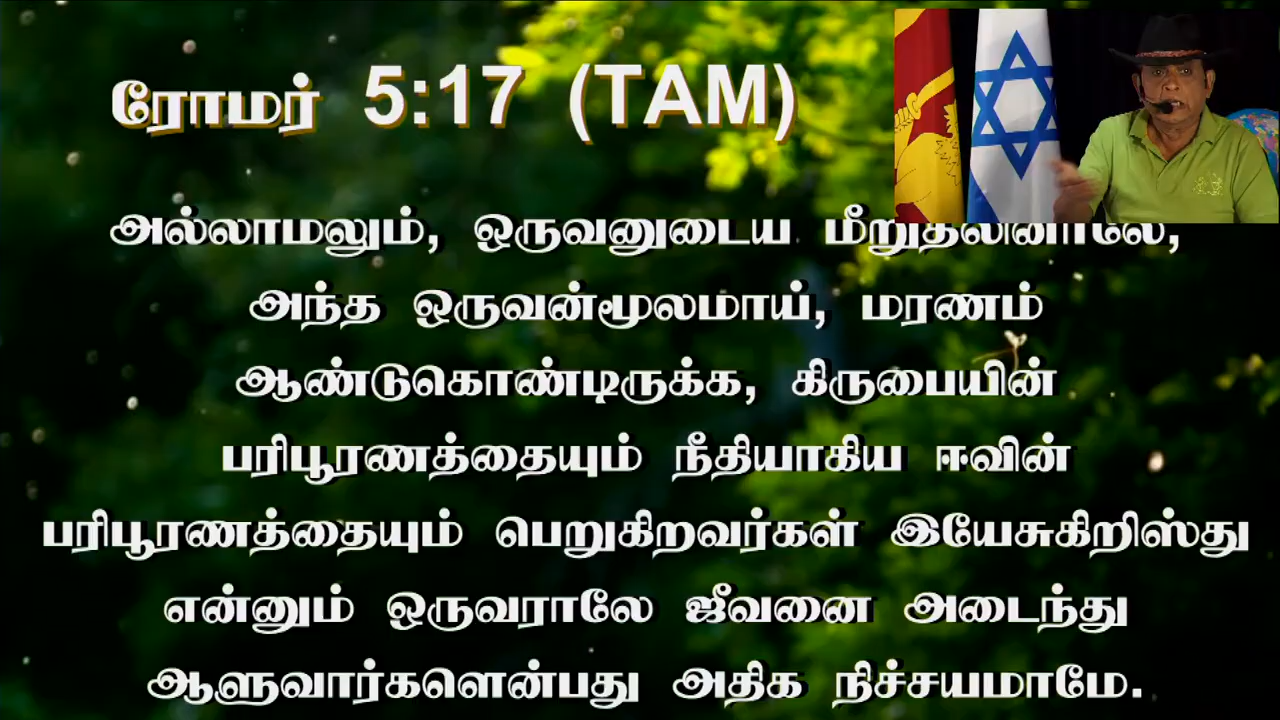 ரோமர் 5:17 (TAM)
அல்லாமலும், ஒருவனுடைய மீறுதலினாலே,
அந்த ஒருவன்மூலமாய், மரணம்
ஆண்டுகொண்டிருக்க, கிருபையின்
பரிபூரணத்தையும் நீதியாகிய ஈவின்
பரிபூரணத்தையும் பெறுகிறவர்கள் இயேசுகிறிஸ்து
என்னும் ஒருவராலே ஜீவனை அடைந்து
ஆளுவார்களென்பது அதிக நிச்சயமாமே.